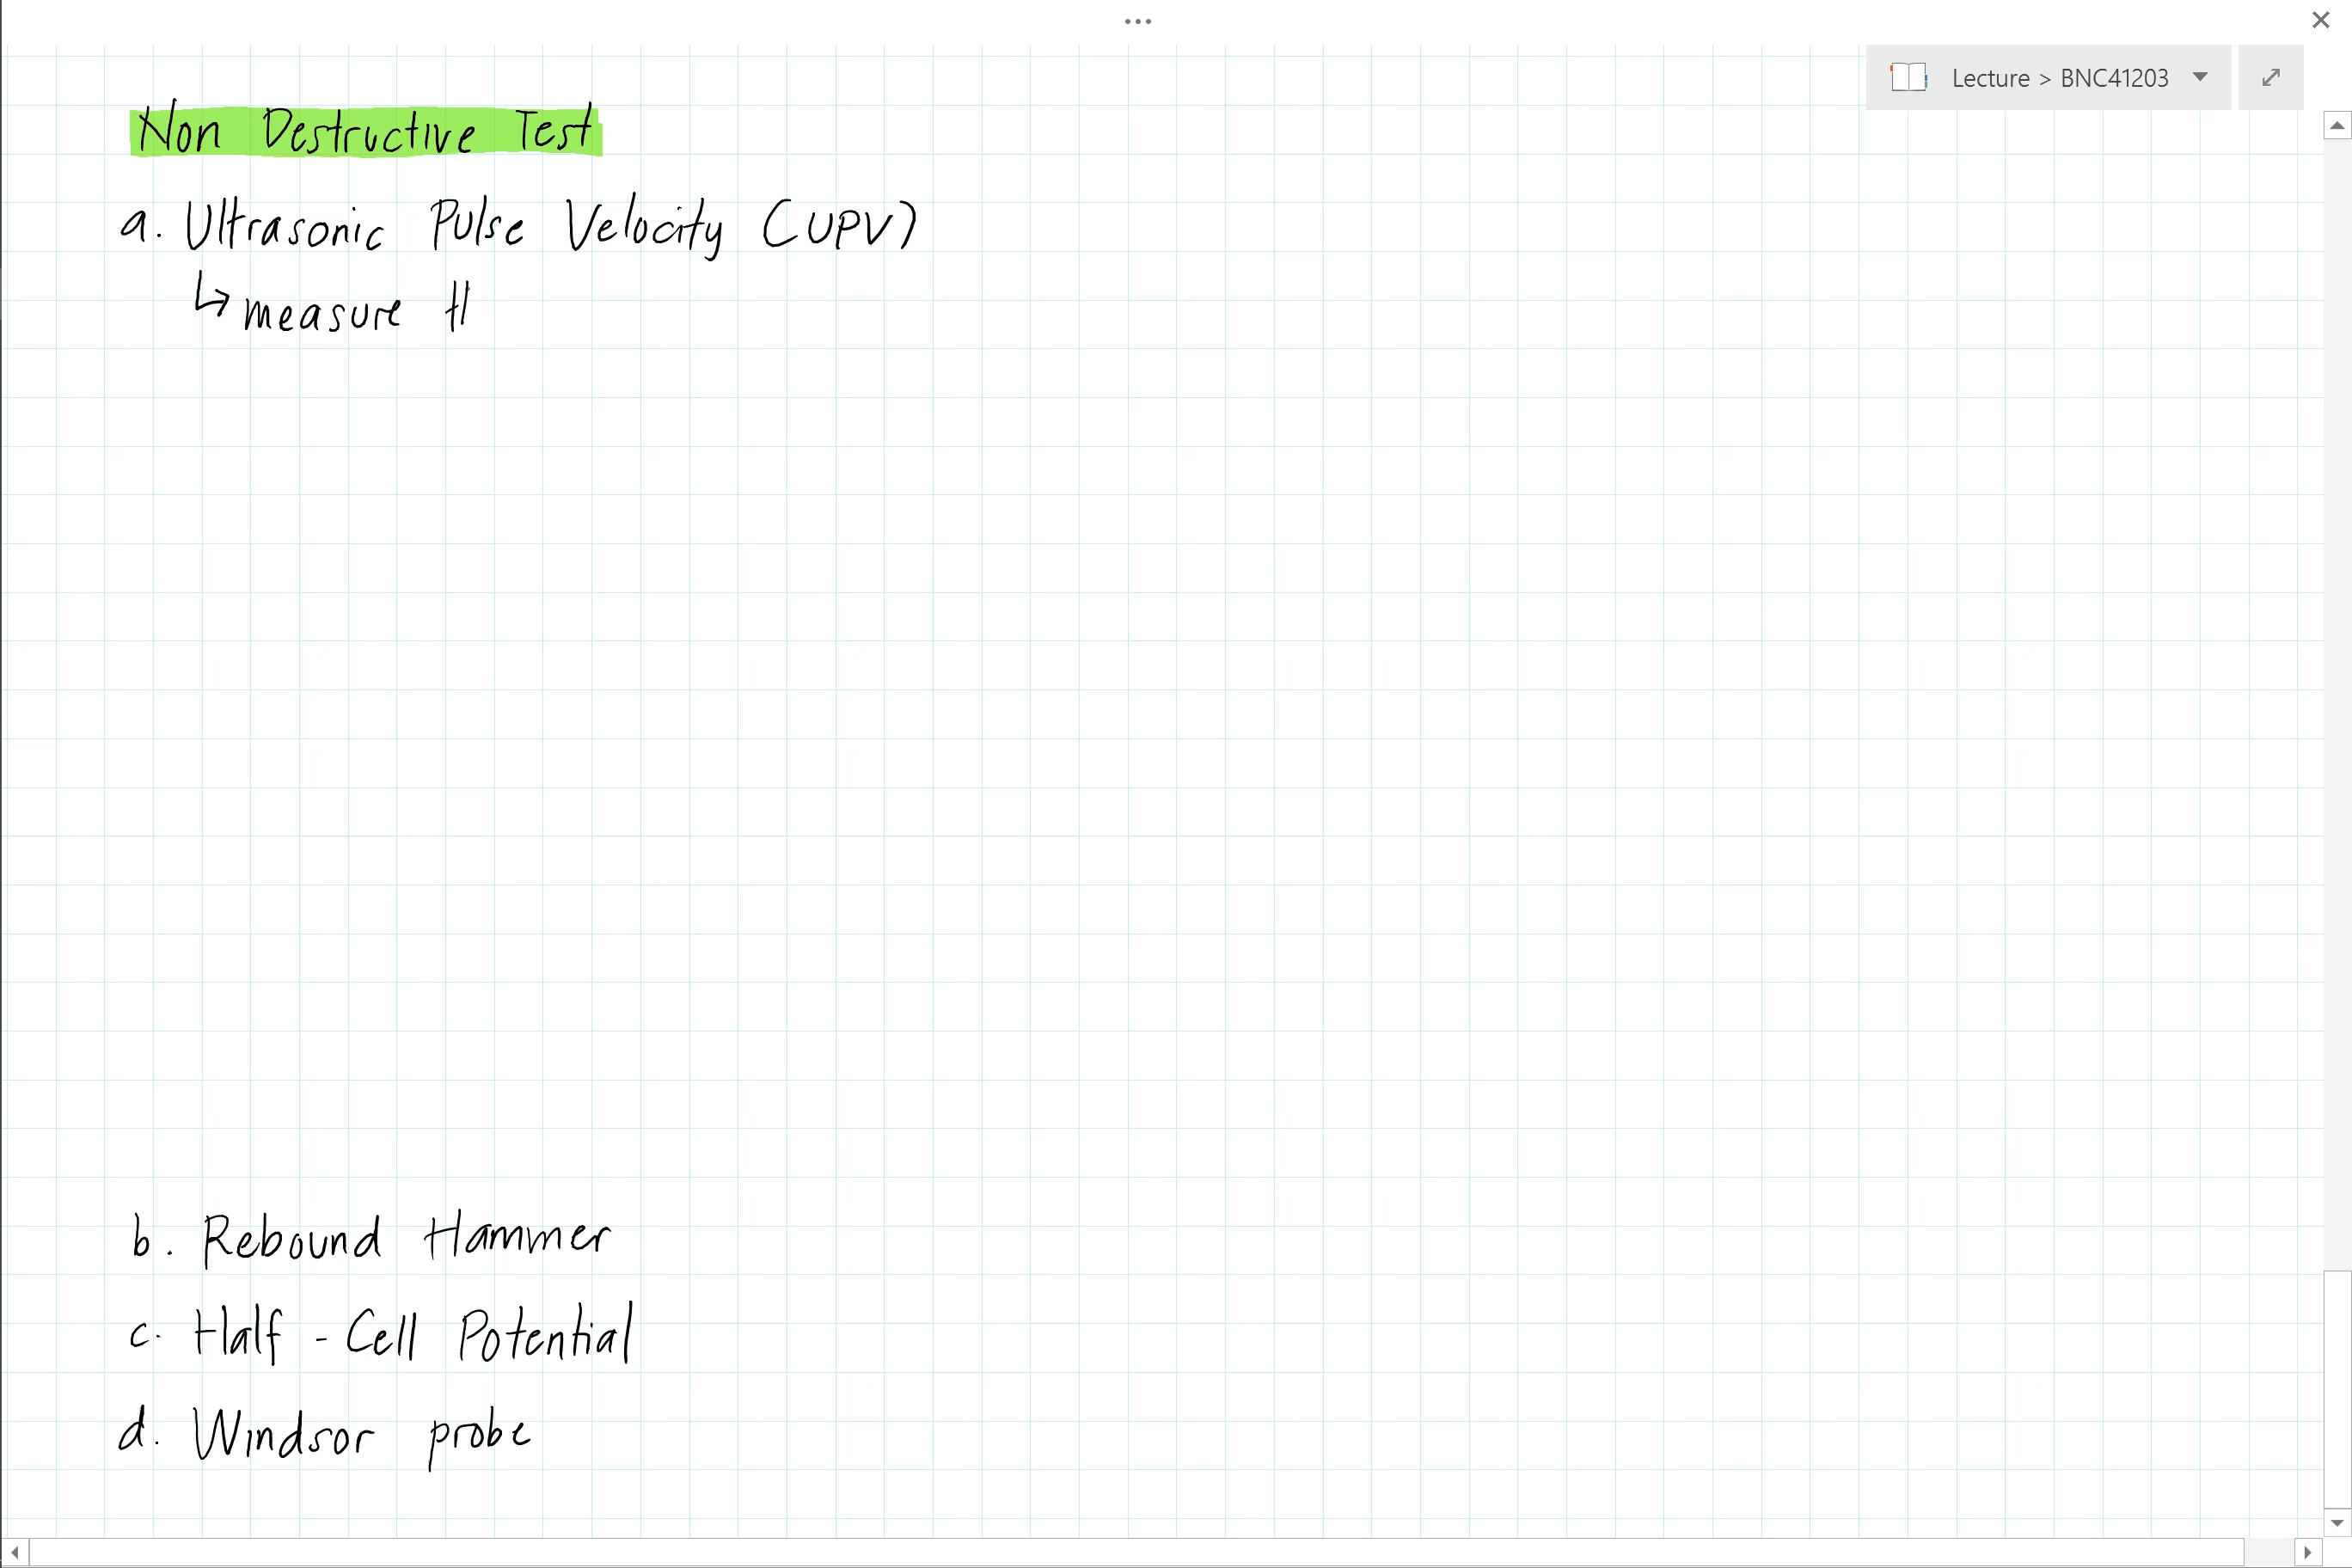 Lecture > BNC41203
Non Destructive Test
a. Ultrasonic Pulse Velocity (UPV)
↳ measure
b. Rebound Hammer
c. Half - Cell Potential
d. Windsor probe